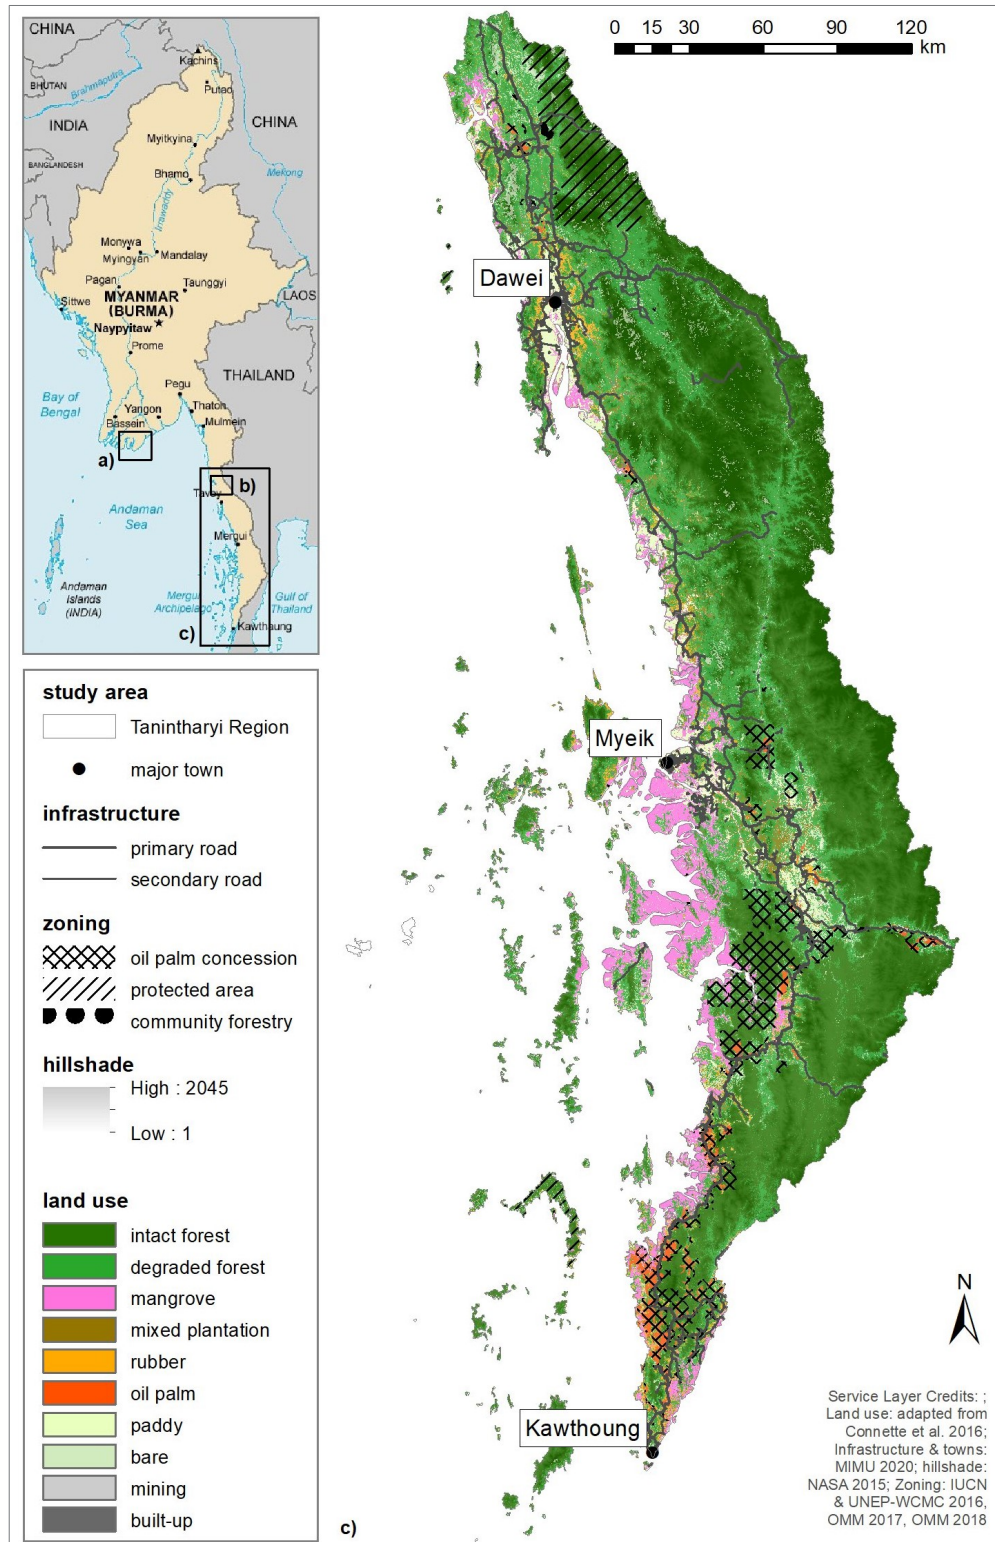 CHINA
Kachins
Putao
BHUTAN
Brahmaputra
INDIA
CHINA
Myitkyina
BANGLADESH
Mekong
Bhamo
Irrawaddy
Monywa
Myingyan
Mandalay
Pagan
Taunggyi
MYANMAR
(BURMA)
LAOS
Sittwe
Naypyitaw
Prome
THAILAND
Bay of
Bengal
Pegu
Yangon
Thaton
Bassein
Mulmein
a)
b)
Tavoy
Andaman
Sea
Mergui
Andaman
Islands
(INDIA)
Mergui
Archipelago
Gulf of
Thailand
c)
Kawthaung
study area
Tanintharyi Region
major town
infrastructure
primary road
secondary road
zoning
oil palm concession
protected area
community forestry
hillshade
High : 2045
Low : 1
land use
intact forest
degraded forest
mangrove
mixed plantation
rubber
oil palm
paddy
bare
mining
built-up
0 15 30 60 90 120
km
Dawei
Myeik
Kawthoung
N
Service Layer Credits: ;
Land use: adapted from
Connette et al. 2016;
Infrastructure & towns:
MIMU 2020; hillshade:
NASA 2015; Zoning: IUCN
& UNEP-WCMC 2016,
OMM 2017, OMM 2018
c)